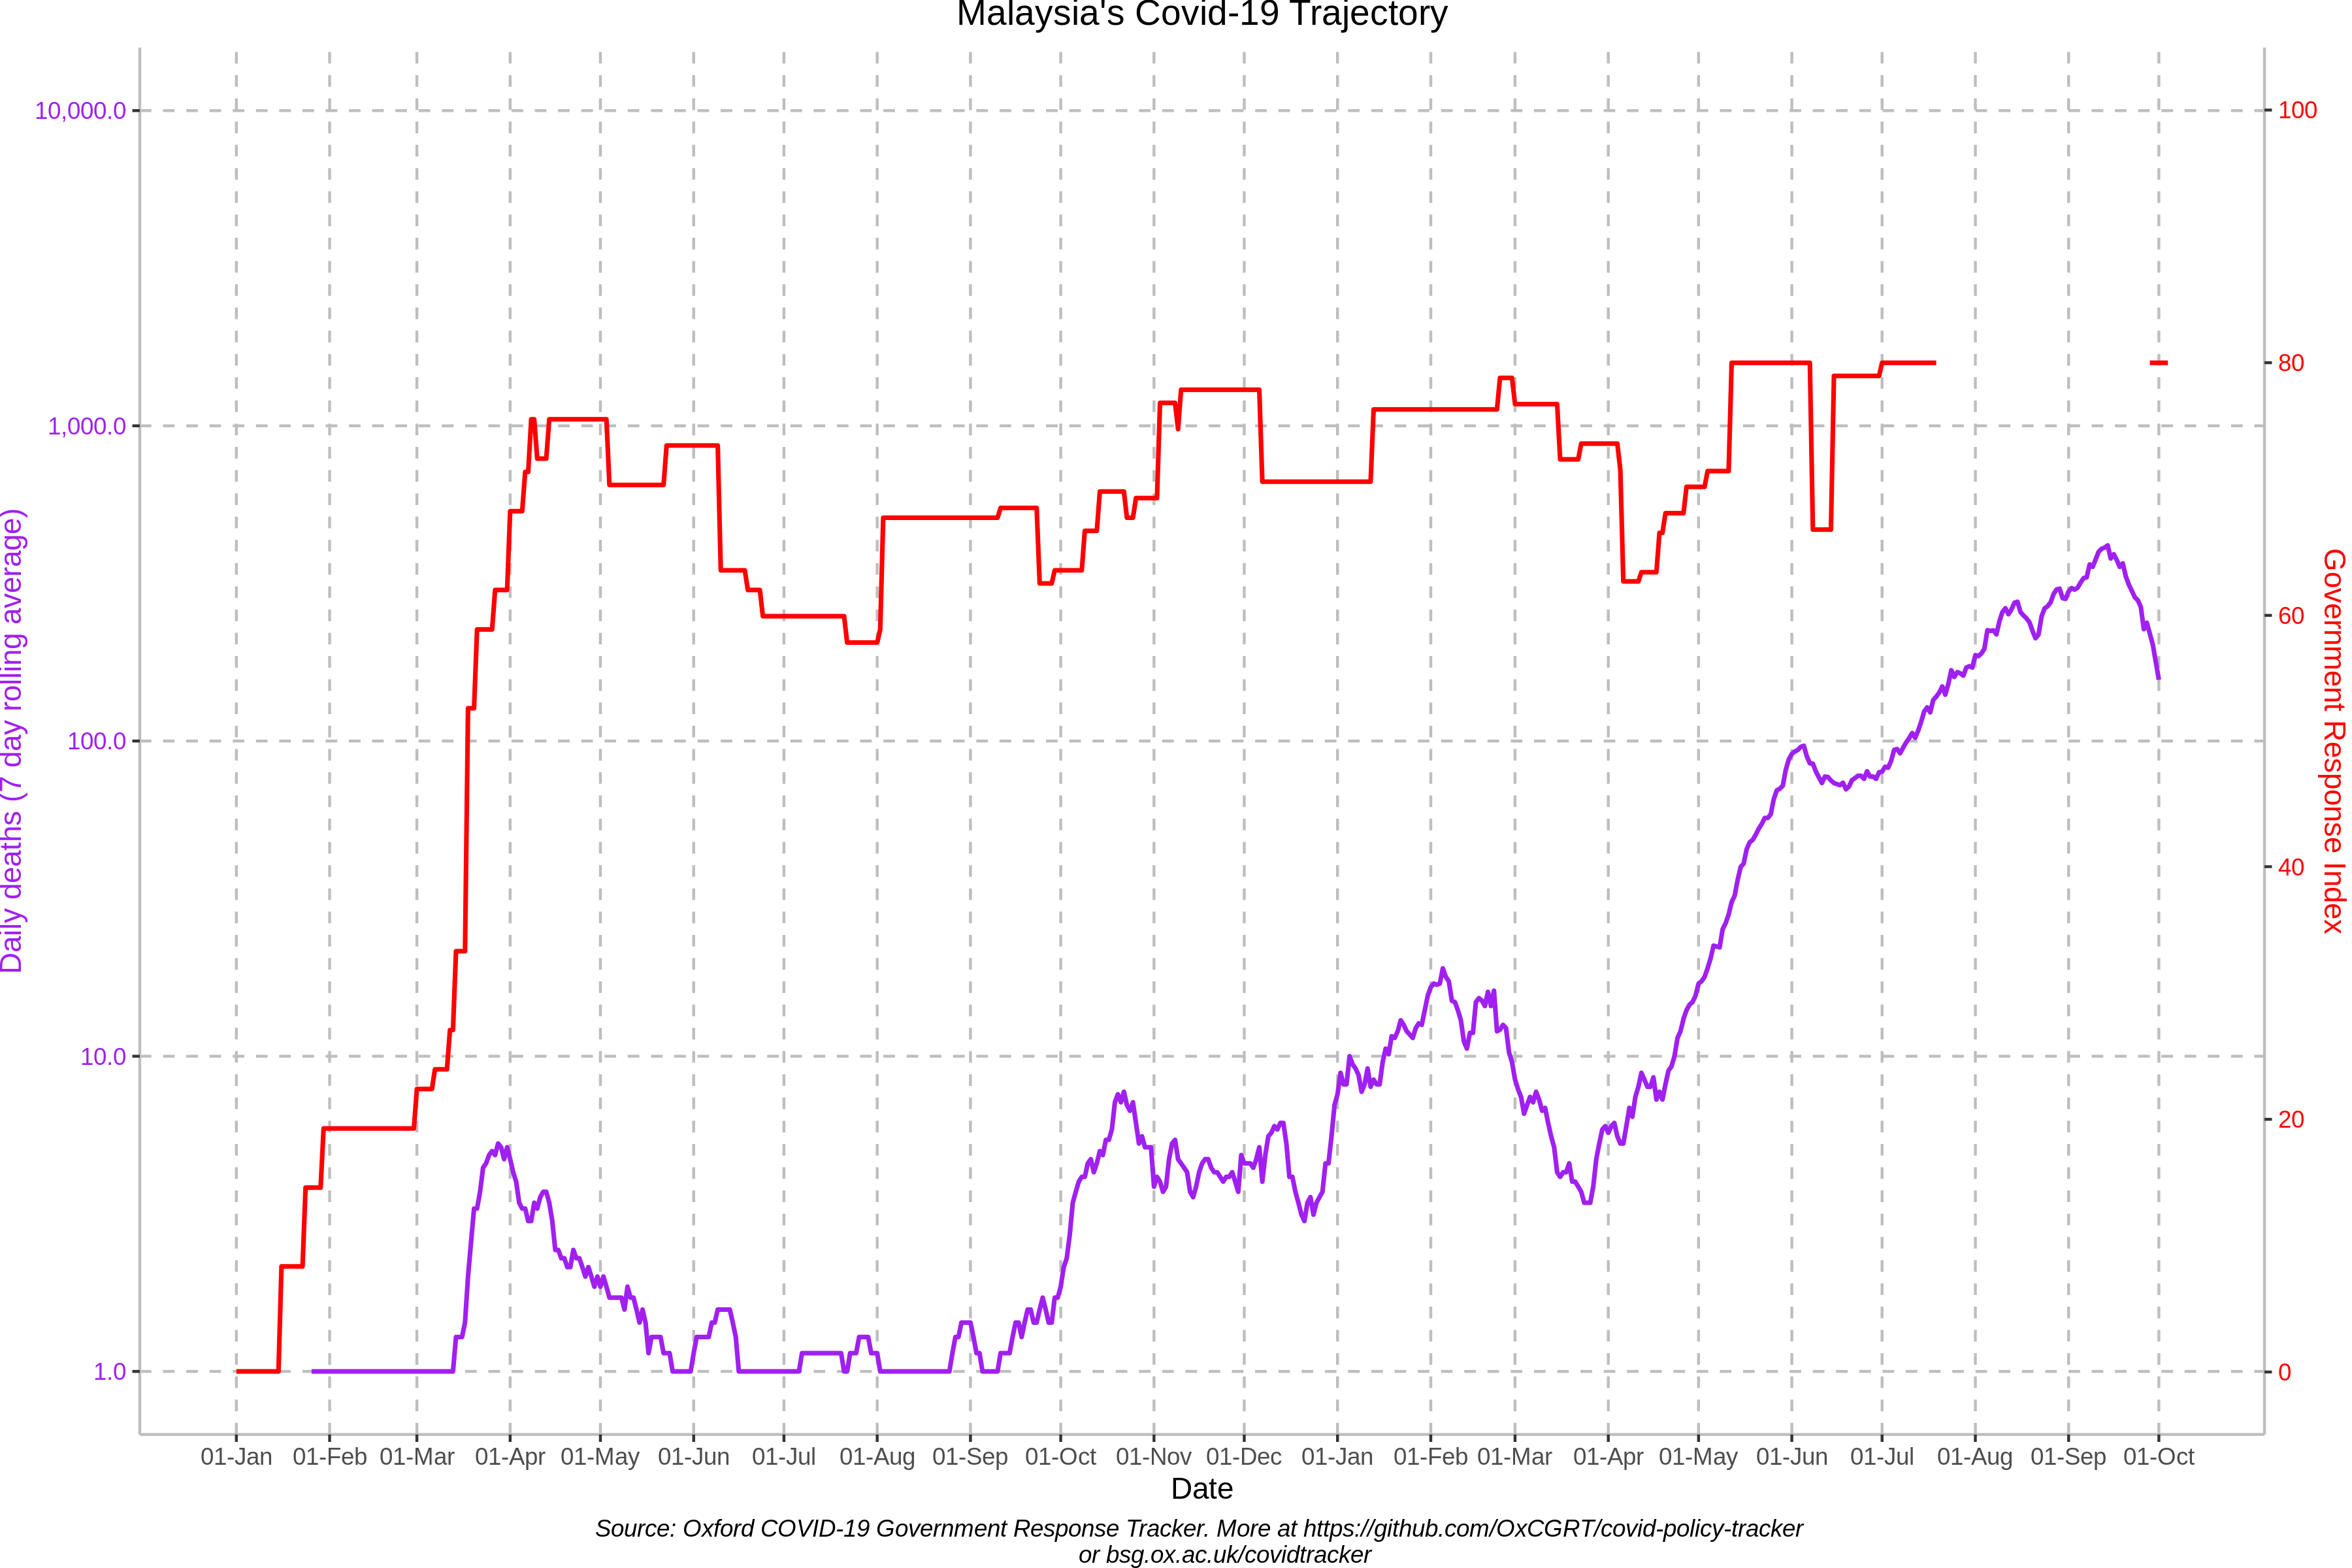 Malaysia's Covid-19 Trajectory
10,000.0
1,000.0
100.0
10.0
1.0
Daily deaths (7 day rolling average)
100
80
60
40
20
0
Government Response Index
01-Jan 01-Feb 01-Mar 01-Apr 01-May 01-Jun 01-Jul 01-Aug 01-Sep 01-Oct 01-Nov 01-Dec 01-Jan 01-Feb 01-Mar 01-Apr 01-May 01-Jun 01-Jul 01-Aug 01-Sep 01-Oct
Date
Source: Oxford COVID-19 Government Response Tracker. More at https://github.com/OxCGRT/covid-policy-tracker
or bsg.ox.ac.uk/covidtracker